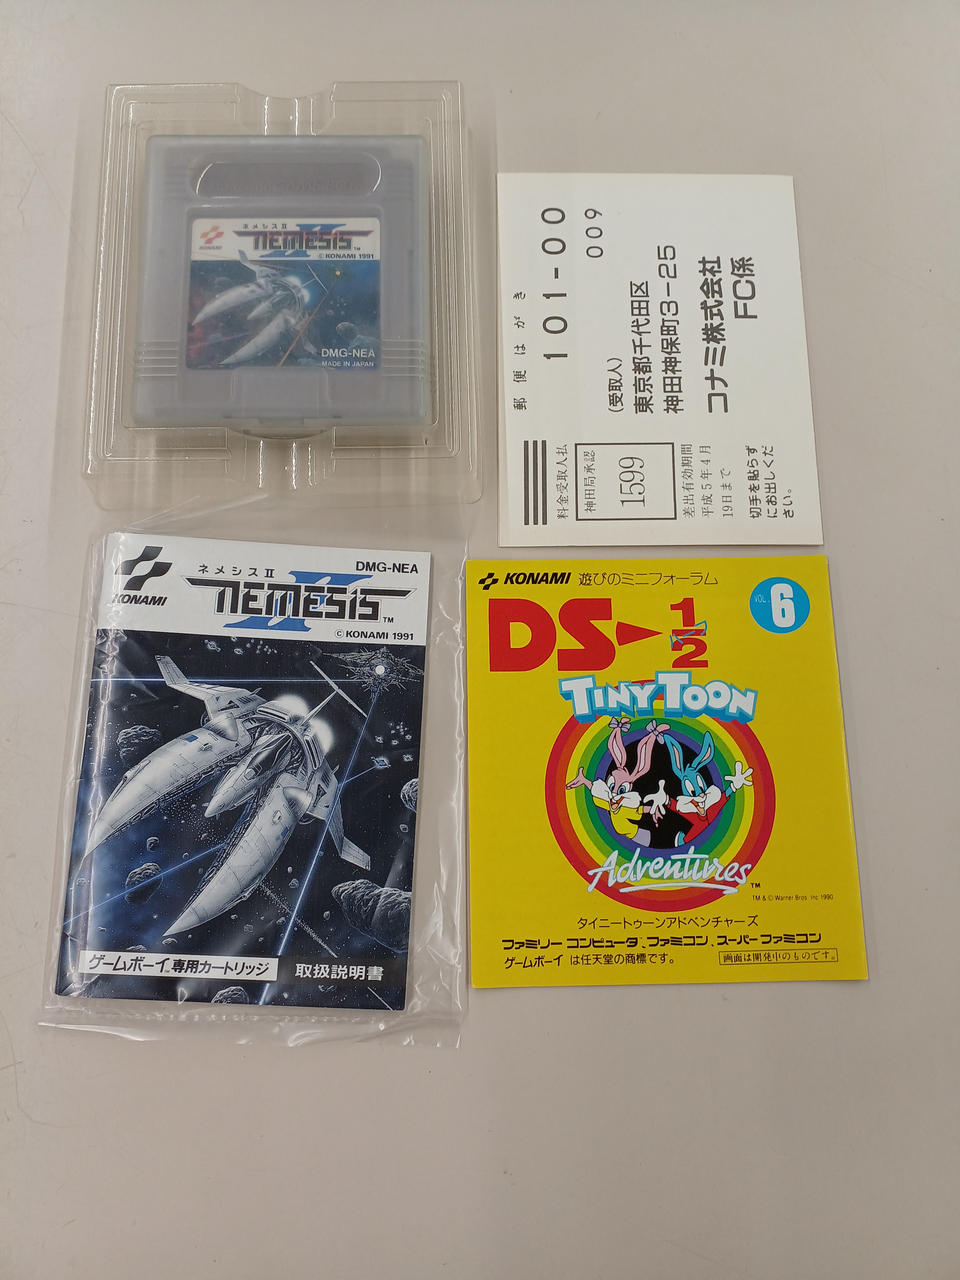 KONAMI
ネメシスII
NEMESIS II
TM
© KONAMI 1991
DMG-NEA
MADE IN JAPAN
郵便はがき
101-00
009
(受取人)
東京都千代田区
神田神保町3-25
コナミ株式会社
FC係
料金受取人払
神田局承認
1599
差出有効期間
平成5年4月
19日まで
切手を貼らず
にお出しくだ
さい。
KONAMI
ネメシスII
DMG-NEA
NEMESIS II
TM
© KONAMI 1991
ゲームボーイ専用カートリッジ
取扱説明書
KONAMI 遊びのミニフォーラム
DS 1/2
VOL. 6
TINY TOON
Adventures
TM
TM & © Warner Bros. Inc 1990
タイニートゥーンアドベンチャーズ
ファミリーコンピュータ、ファミコン、スーパーファミコン
ゲームボーイは任天堂の商標です。
画面は開発中のものです。